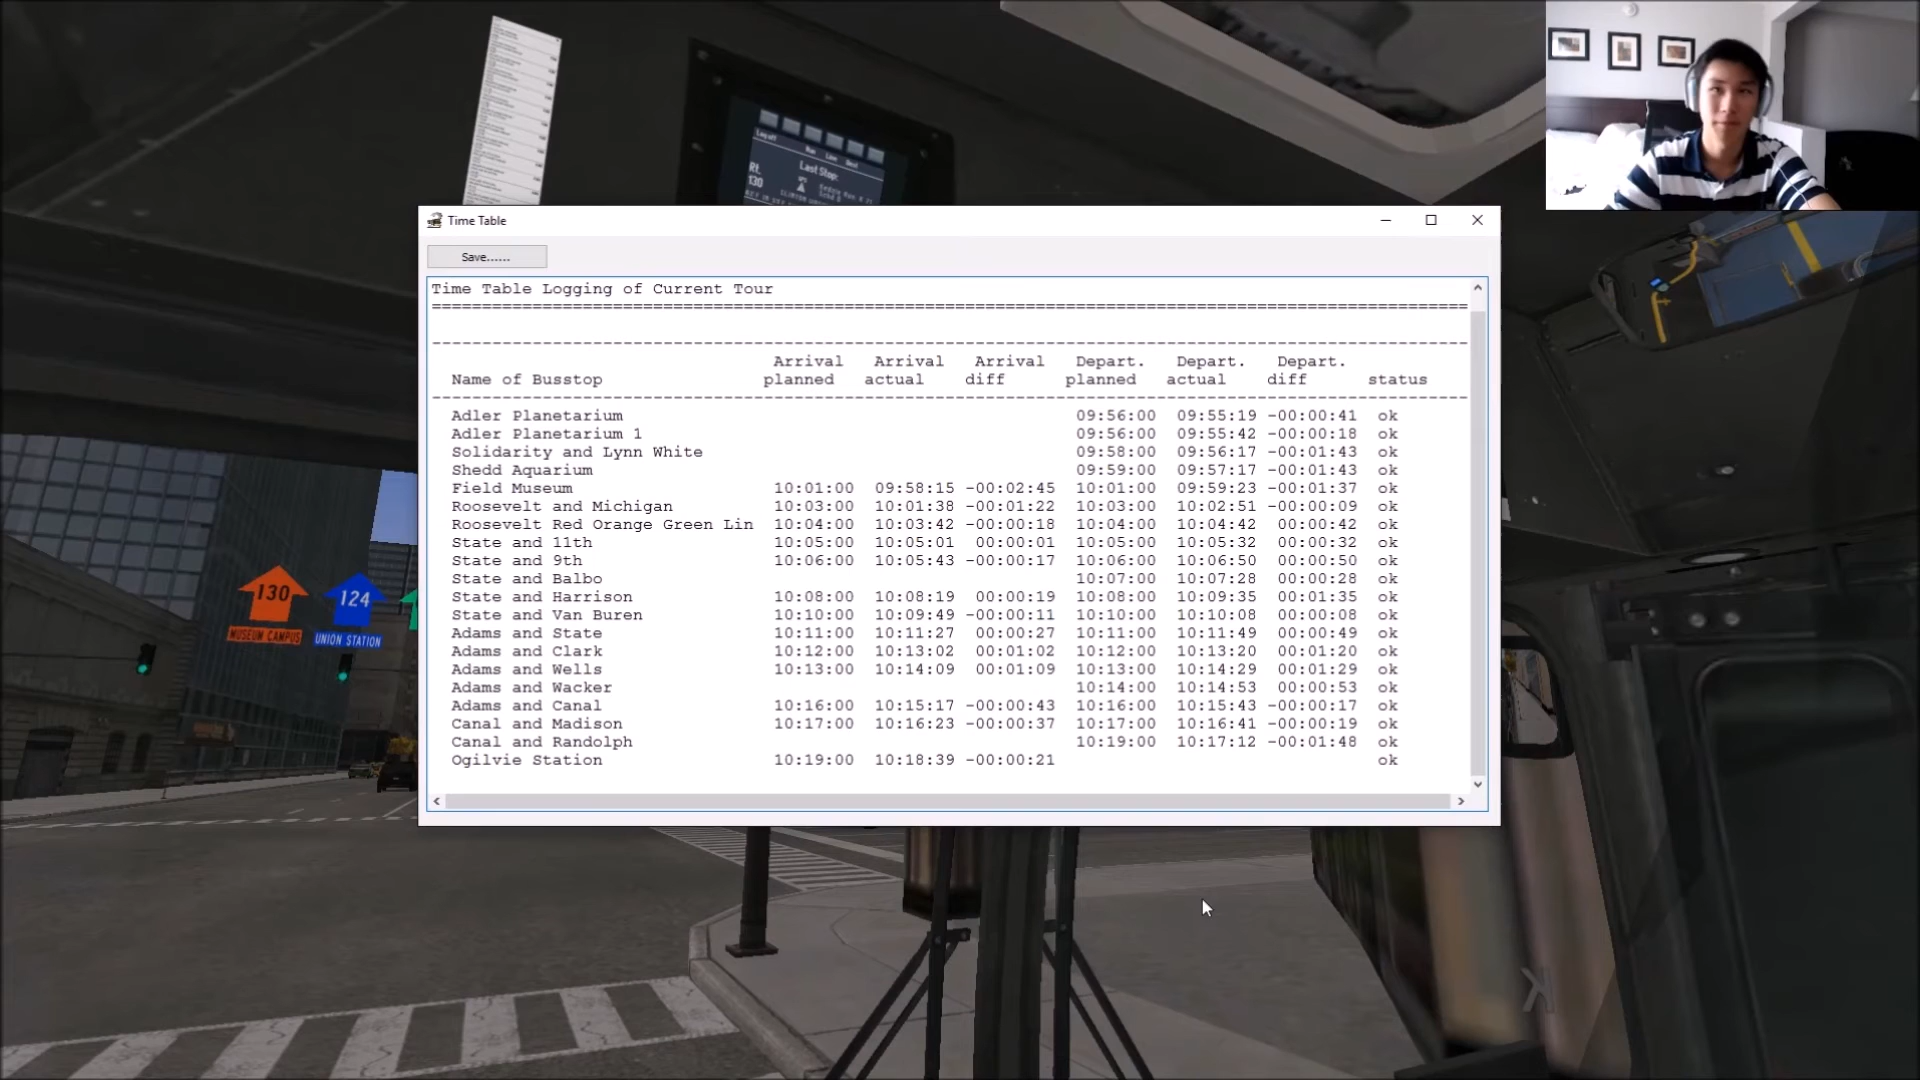 Log off
Nav Line Dest
Last Stop:
Rt.
130
Time Table
Save......
Time Table Logging of Current Tour
Arrival Arrival Arrival Depart. Depart. Depart.
Name of Busstop planned actual diff planned actual diff status
Adler Planetarium 09:56:00 09:55:19 -00:00:41 ok
Adler Planetarium 1 09:56:00 09:55:42 -00:00:18 ok
Solidarity and Lynn White 09:58:00 09:56:17 -00:01:43 ok
Shedd Aquarium 09:59:00 09:57:17 -00:01:43 ok
Field Museum 10:01:00 09:58:15 -00:02:45 10:01:00 09:59:23 -00:01:37 ok
Roosevelt and Michigan 10:03:00 10:01:38 -00:01:22 10:03:00 10:02:51 -00:00:09 ok
Roosevelt Red Orange Green Lin 10:04:00 10:03:42 -00:00:18 10:04:00 10:04:42 00:00:42 ok
State and 11th 10:05:00 10:05:01 00:00:01 10:05:00 10:05:32 00:00:32 ok
State and 9th 10:06:00 10:05:43 -00:00:17 10:06:00 10:06:50 00:00:50 ok
State and Balbo 10:07:00 10:07:28 00:00:28 ok
State and Harrison 10:08:00 10:08:19 00:00:19 10:08:00 10:09:35 00:01:35 ok
State and Van Buren 10:10:00 10:09:49 -00:00:11 10:10:00 10:10:08 00:00:08 ok
Adams and State 10:11:00 10:11:27 00:00:27 10:11:00 10:11:49 00:00:49 ok
Adams and Clark 10:12:00 10:13:02 00:01:02 10:12:00 10:13:20 00:01:20 ok
Adams and Wells 10:13:00 10:14:09 00:01:09 10:13:00 10:14:29 00:01:29 ok
Adams and Wacker 10:14:00 10:14:53 00:00:53 ok
Adams and Canal 10:16:00 10:15:17 -00:00:43 10:16:00 10:15:43 -00:00:17 ok
Canal and Madison 10:17:00 10:16:23 -00:00:37 10:17:00 10:16:41 -00:00:19 ok
Canal and Randolph 10:19:00 10:17:12 -00:01:48 ok
Ogilvie Station 10:19:00 10:18:39 -00:00:21 ok
130
MUSEUM CAMPUS
124
UNION STATION